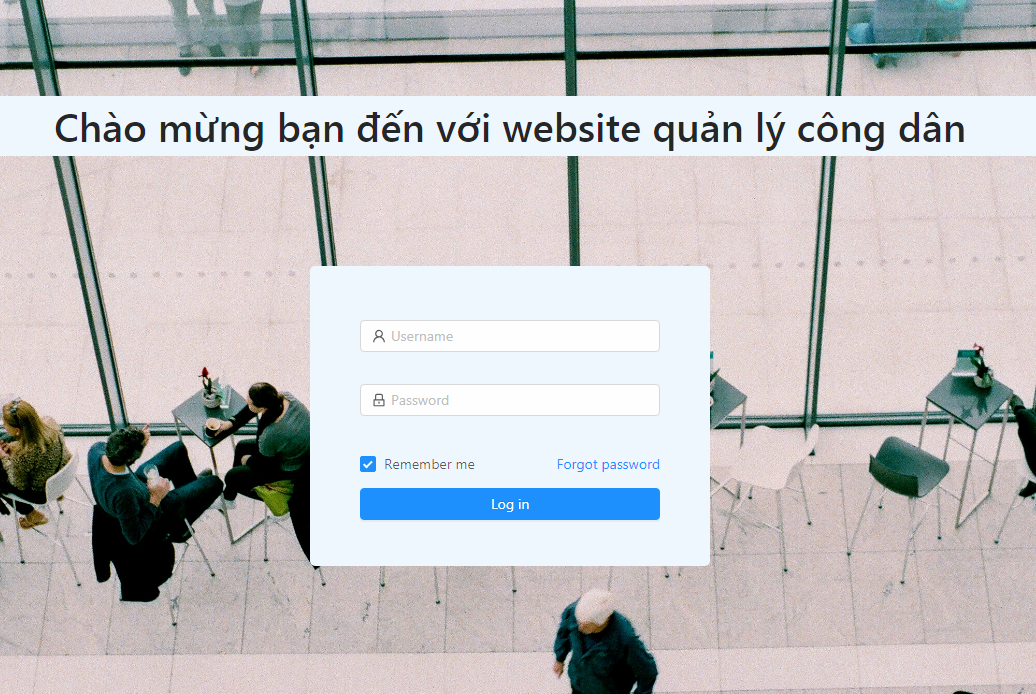 Chào mừng bạn đến với website quản lý công dân
Username
Password
Remember me Forgot password
Log in